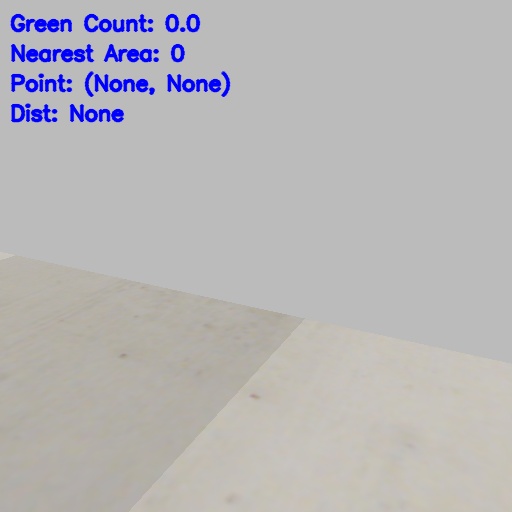 Green Count: 0.0
Nearest Area: 0
Point: (None, None)
Dist: None